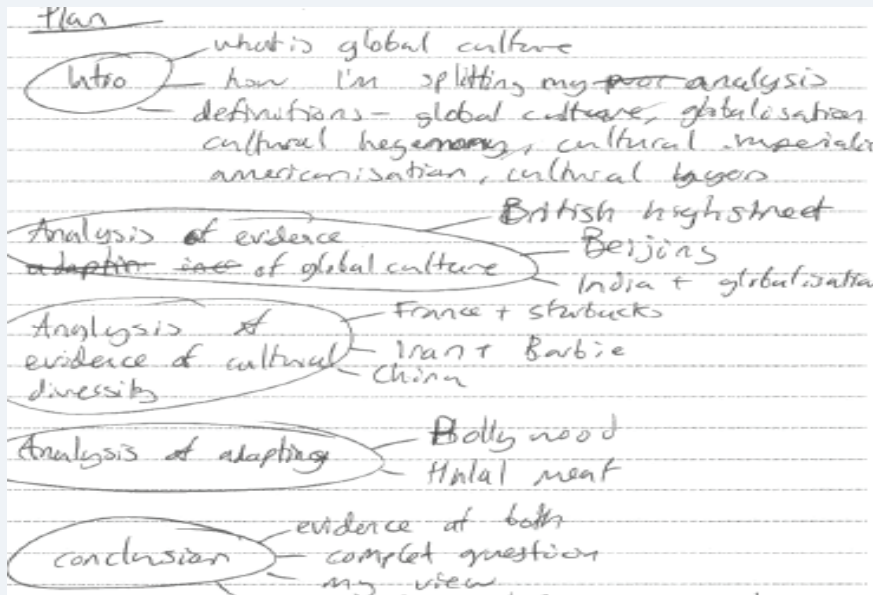 Plan
Intro
what is global culture
how I'm splitting my analysis
definitions - global culture, globalisation
cultural hegemony, cultural imperiali
americanisation, cultural layers
Analysis of evidence
of global culture
British highstreet
Beijing
India + globalisation
Analysis of
evidence of cultural
diversity
France + starbucks
Iran + Barbie
China
Analysis of adapting
Bollywood
Halal meat
conclusion
evidence of both
complet question
my view